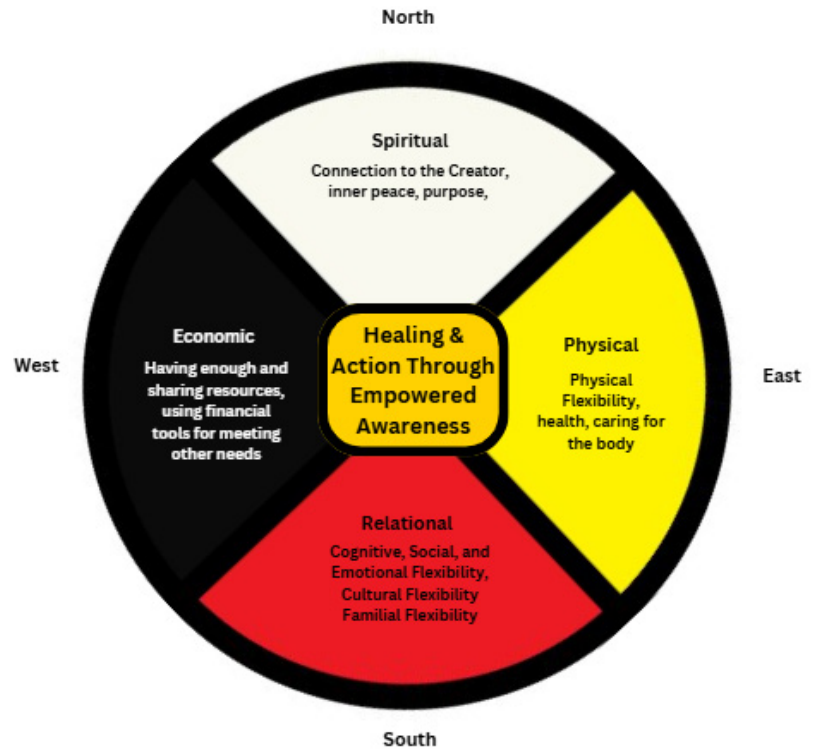 North
Spiritual
Connection to the Creator,
inner peace, purpose,
West
Economic
Having enough and
sharing resources,
using financial
tools for meeting
other needs
Healing &
Action Through
Empowered
Awareness
Physical
Physical
Flexibility,
health, caring for
the body
East
Relational
Cognitive, Social, and
Emotional Flexibility,
Cultural Flexibility
Familial Flexibility
South